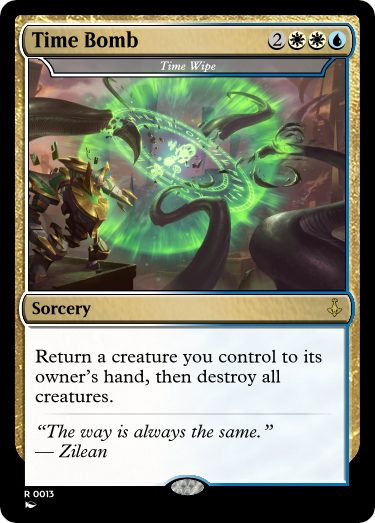 Time Bomb 2
Time Wipe
Sorcery
Return a creature you control to its
owner's hand, then destroy all
creatures.
"The way is always the same."
— Zilean
R 0013